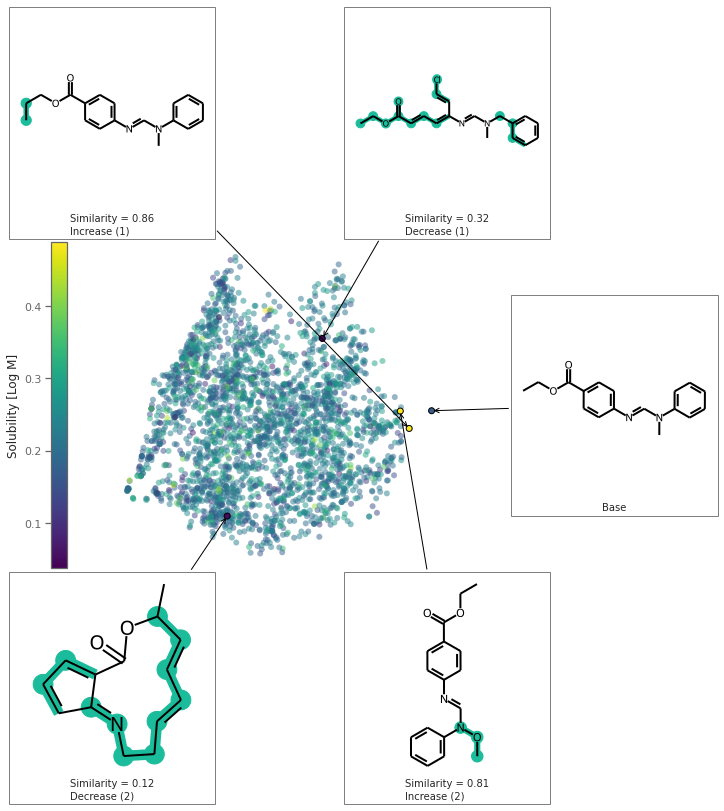 O
O
N
N
Similarity = 0.86
Increase (1)
Cl
O
O
N
N
Similarity = 0.32
Decrease (1)
Solubility [Log M]
0.4
0.3
0.2
0.1
O
O
N
N
Base
O
O
N
Similarity = 0.12
Decrease (2)
O
O
N
N
O
Similarity = 0.81
Increase (2)